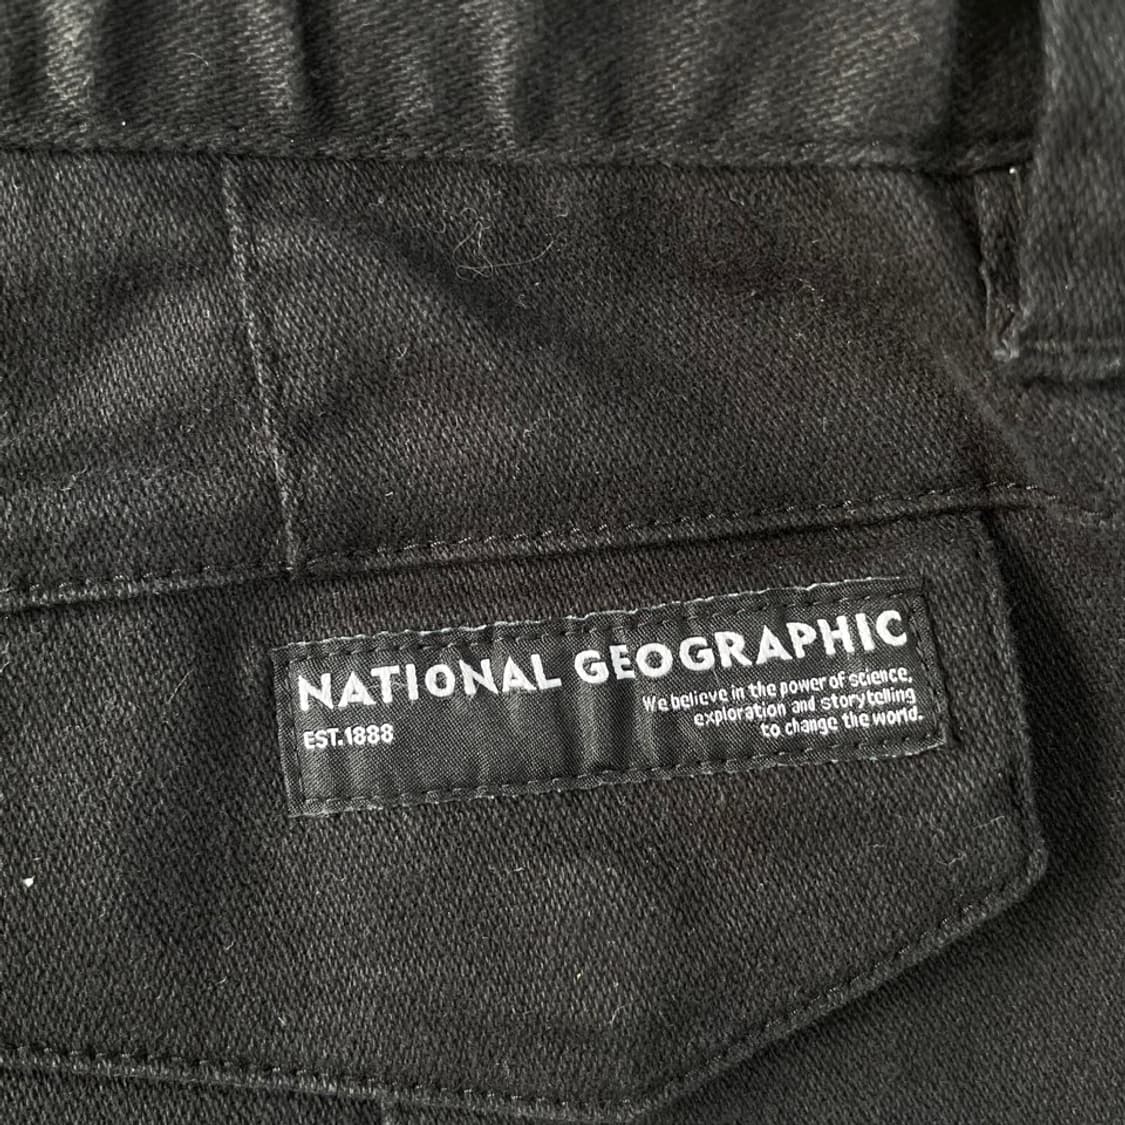 NATIONAL GEOGRAPHIC
EST.1888
We believe in the power of science,
exploration and storytelling
to change the world.